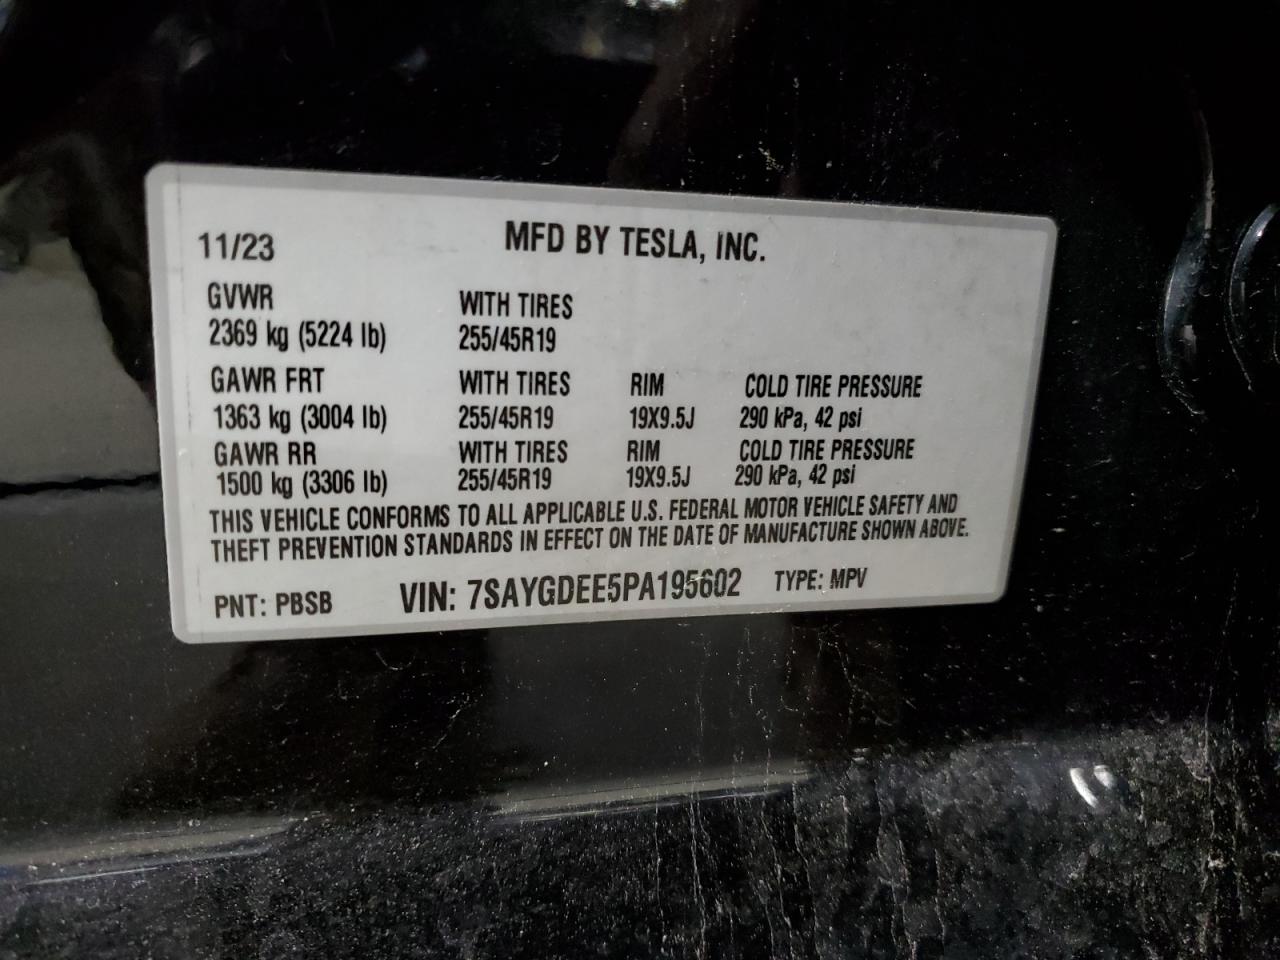 11/23 MFD BY TESLA, INC.
GVWR WITH TIRES
2369 kg (5224 lb) 255/45R19
GAWR FRT WITH TIRES RIM COLD TIRE PRESSURE
1363 kg (3004 lb) 255/45R19 19X9.5J 290 kPa, 42 psi
GAWR RR WITH TIRES RIM COLD TIRE PRESSURE
1500 kg (3306 lb) 255/45R19 19X9.5J 290 kPa, 42 psi
THIS VEHICLE CONFORMS TO ALL APPLICABLE U.S. FEDERAL MOTOR VEHICLE SAFETY AND
THEFT PREVENTION STANDARDS IN EFFECT ON THE DATE OF MANUFACTURE SHOWN ABOVE.
PNT: PBSB VIN: 7SAYGDEE5PA195602 TYPE: MPV